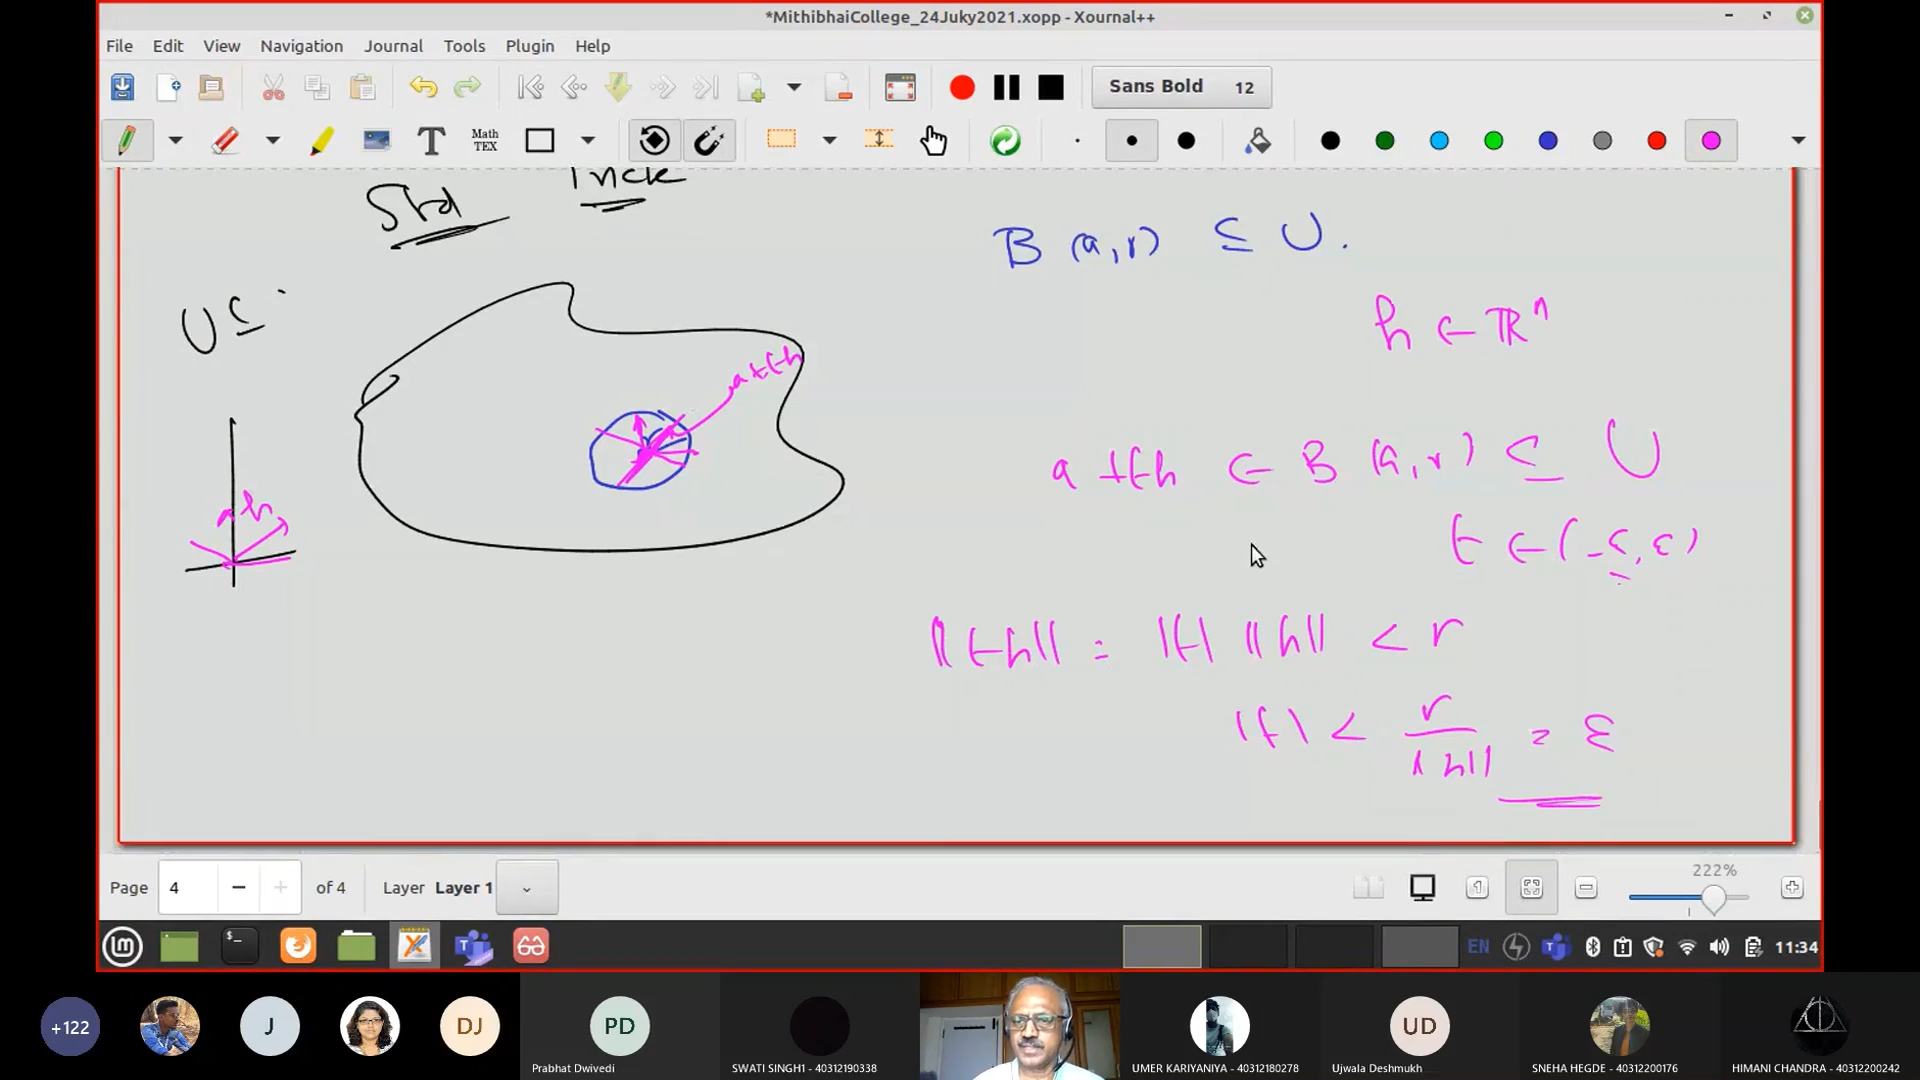 *MithibhaiCollege_24Juky2021.xopp - Xournal++
File Edit View Navigation Journal Tools Plugin Help
Sans Bold 12
Math
TEX
Std Trick
B (a, r) ⊆ U.
U ⊆
h ∈ ℝⁿ
a+th
a + th ∈ B (a, r) ⊆ U
h
t ∈ (-ε, ε)
||th|| = |t| ||h|| < r
|t| < r / ||h|| = ε
222%
Page 4 of 4 Layer Layer 1
EN 11:34
+122 J DJ PD UD
Prabhat Dwivedi SWATI SINGH1 - 40312190338 UMER KARIYANIYA - 40312180278 Ujwala Deshmukh SNEHA HEGDE - 40312200176 HIMANI CHANDRA - 40312200242